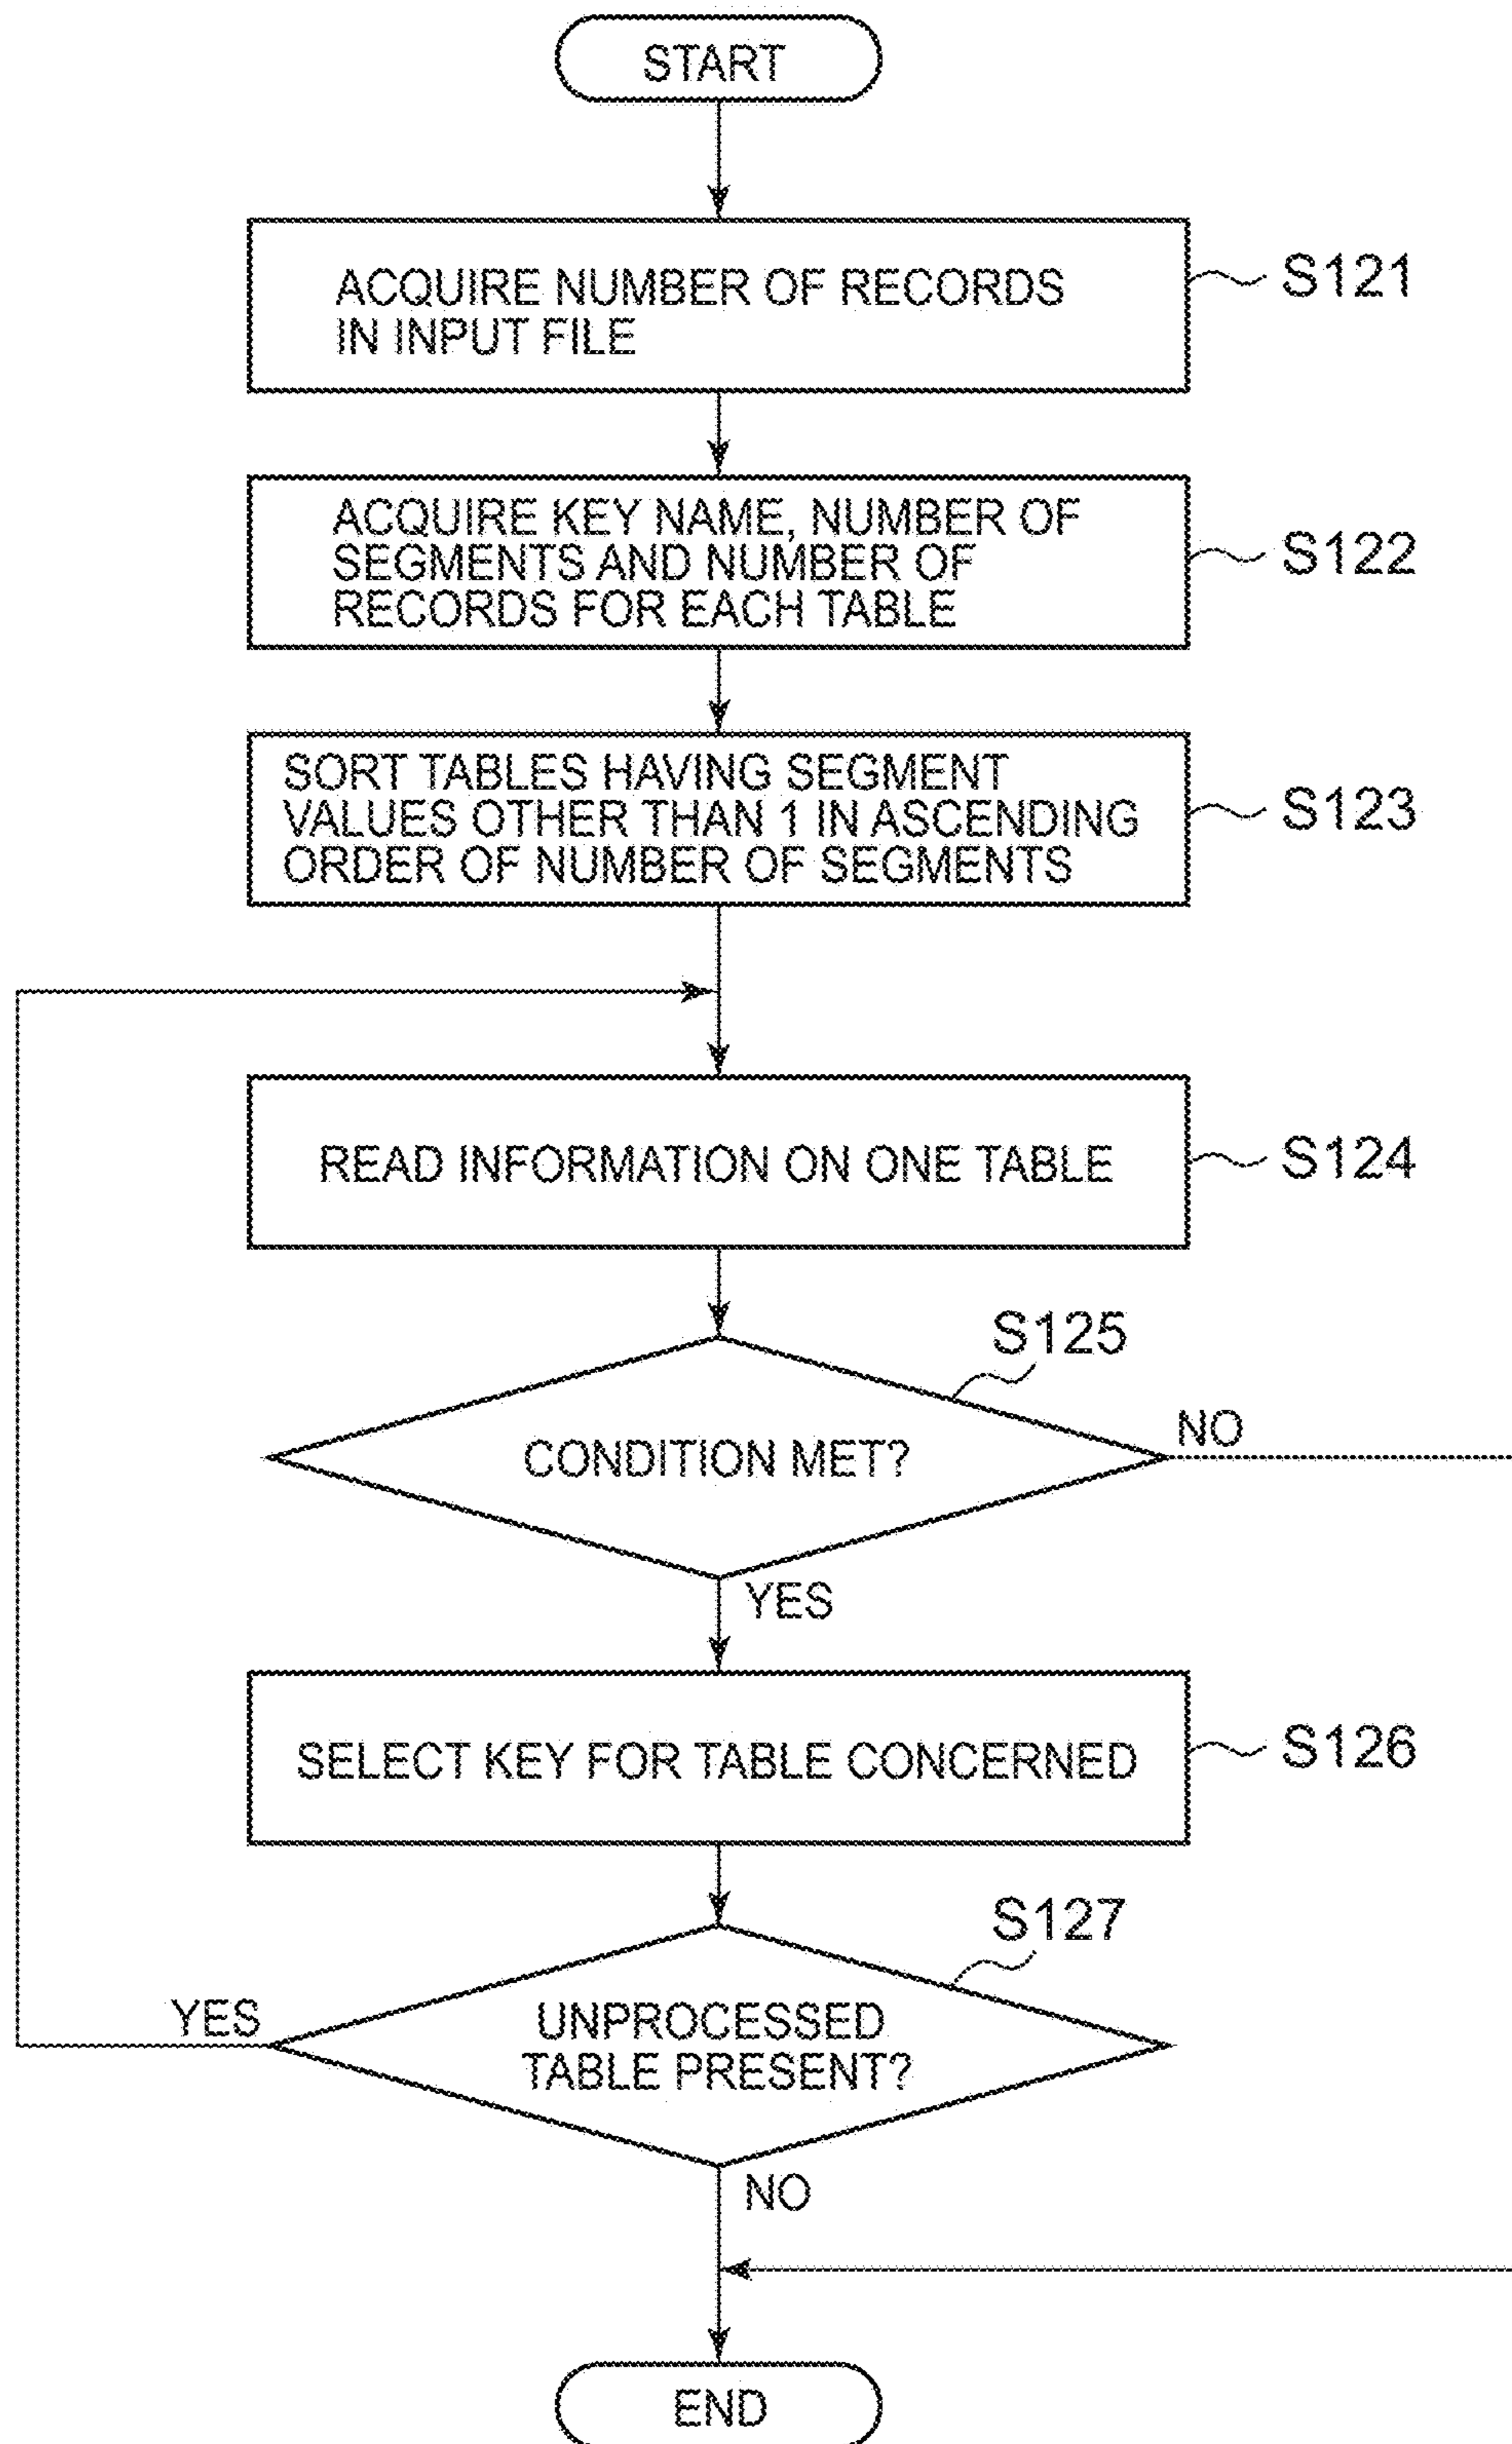 START
ACQUIRE NUMBER OF RECORDS
IN INPUT FILE
S121
ACQUIRE KEY NAME, NUMBER OF
SEGMENTS AND NUMBER OF
RECORDS FOR EACH TABLE
S122
SORT TABLES HAVING SEGMENT
VALUES OTHER THAN 1 IN ASCENDING
ORDER OF NUMBER OF SEGMENTS
S123
READ INFORMATION ON ONE TABLE
S124
S125
CONDITION MET?
NO
YES
SELECT KEY FOR TABLE CONCERNED
S126
S127
UNPROCESSED
TABLE PRESENT?
YES
NO
END